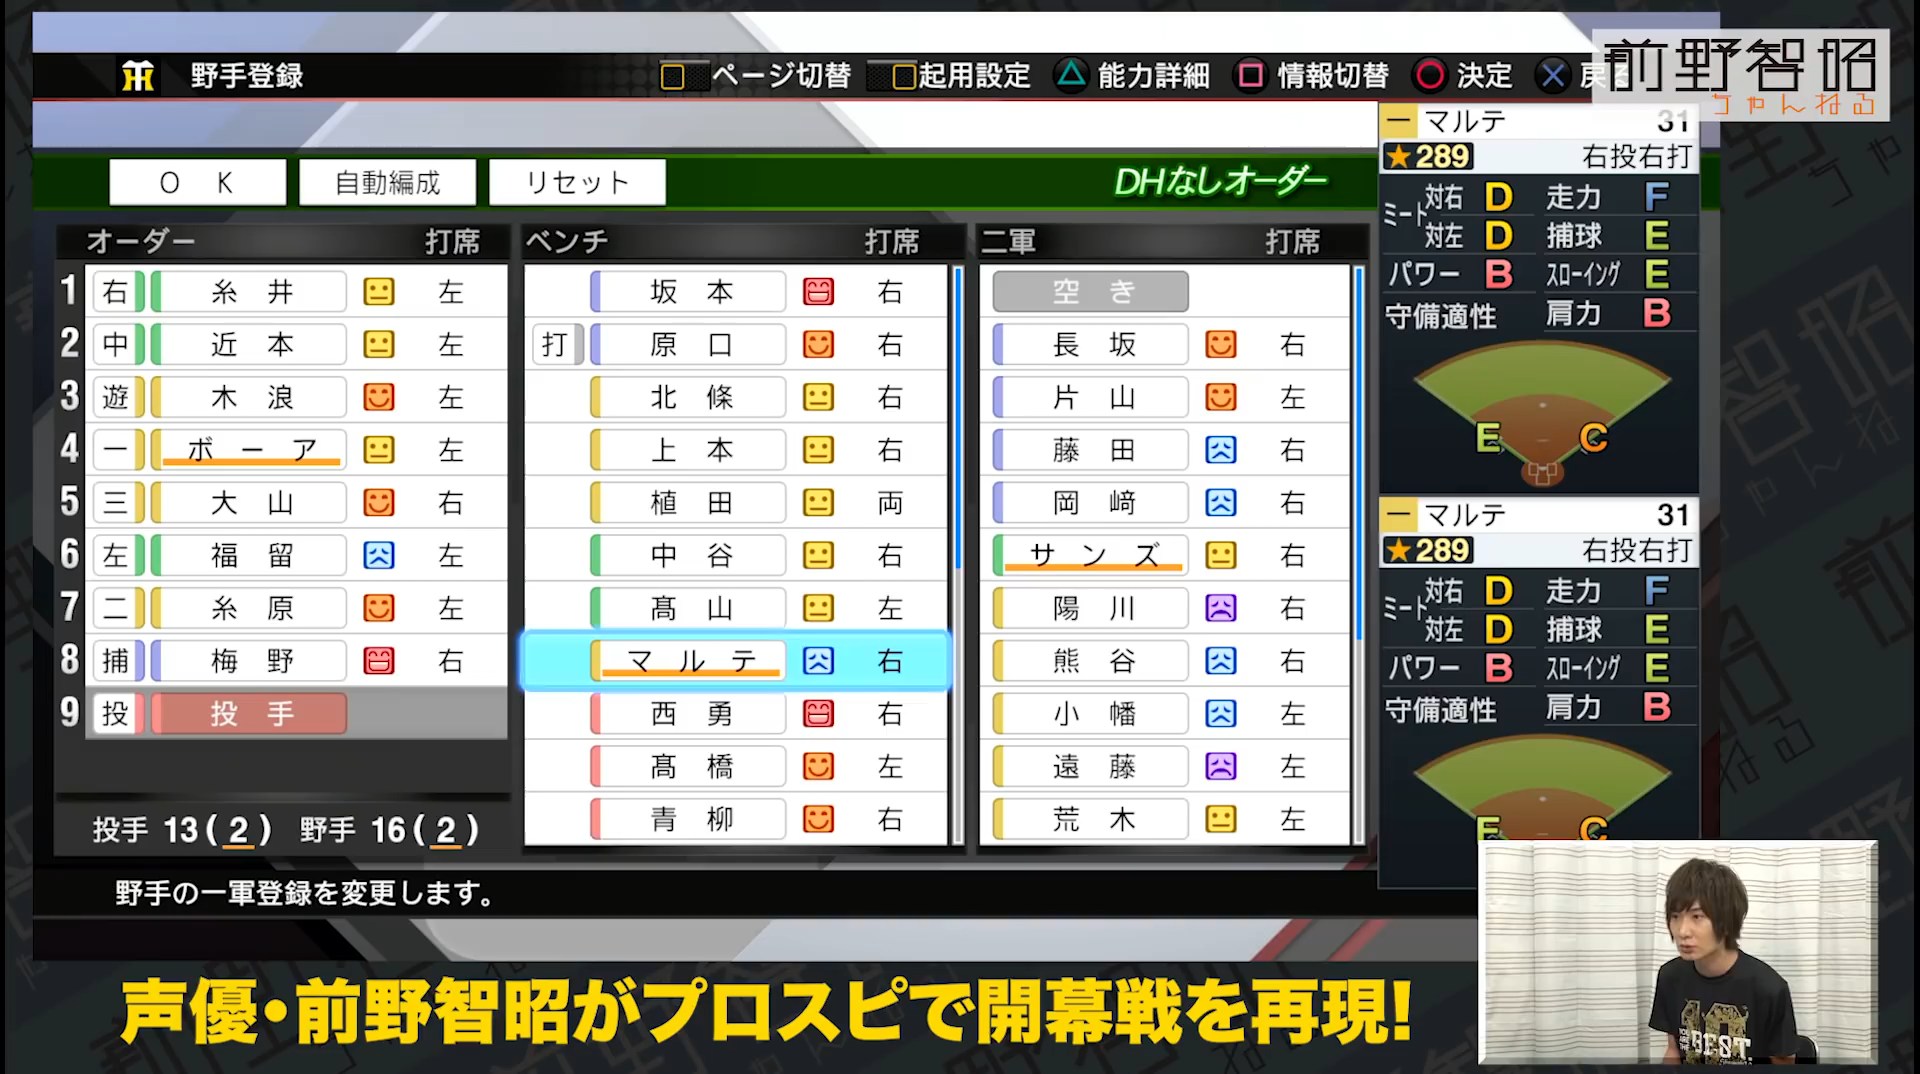 野手登録 ページ切替 起用設定 能力詳細 情報切替 決定
前野智昭
ちゃんねる
OK 自動編成 リセット DHなしオーダー
オーダー 打席
1 右 糸井 左
2 中 近本 左
3 遊 木浪 左
4 一 ボーア 左
5 三 大山 右
6 左 福留 左
7 二 糸原 左
8 捕 梅野 右
9 投 投手
投手 13(2) 野手 16(2)
ベンチ 打席
坂本 右
打 原口 右
北條 右
上本 右
植田 両
中谷 右
髙山 左
マルテ 右
西勇 右
髙橋 左
青柳 右
二軍 打席
空き
長坂 右
片山 左
藤田 右
岡﨑 右
サンズ 右
陽川 右
熊谷 右
小幡 左
遠藤 左
荒木 左
一 マルテ 31
★289 右投右打
ミート 対右 D 走力 F
対左 D 捕球 E
パワー B スローイング E
守備適性 肩力 B
E C
一 マルテ 31
★289 右投右打
ミート 対右 D 走力 F
対左 D 捕球 E
パワー B スローイング E
守備適性 肩力 B
E C
野手の一軍登録を変更します。
声優・前野智昭がプロスピで開幕戦を再現!
BEST.